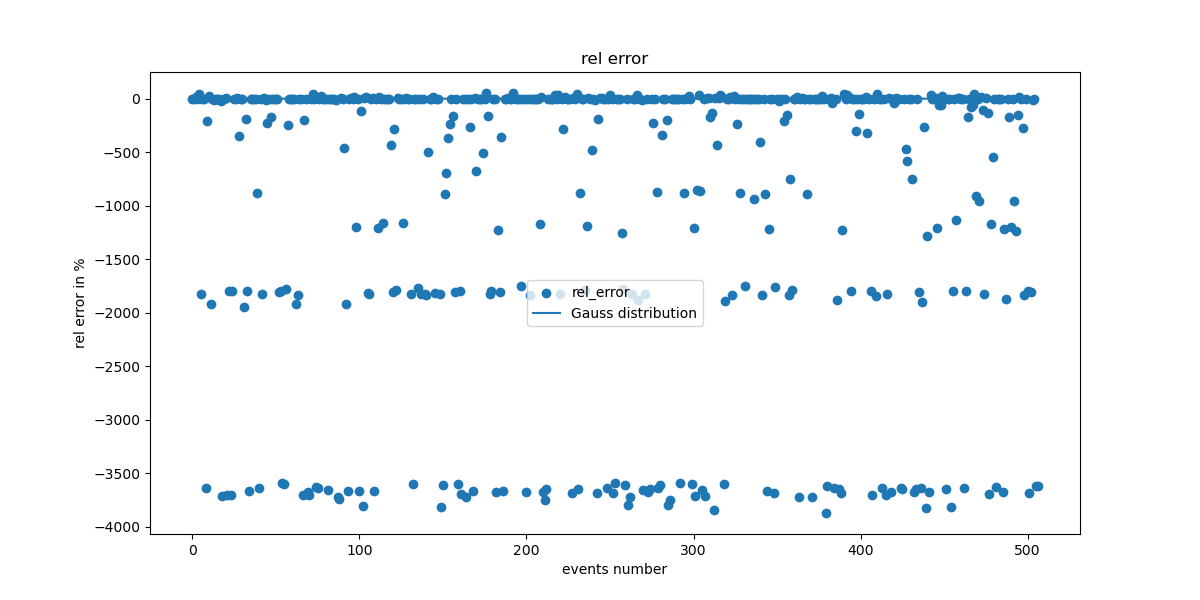 rel error
rel error in %
0
−500
−1000
−1500
−2000
−2500
−3000
−3500
−4000
rel_error
Gauss distribution
0 100 200 300 400 500
events number